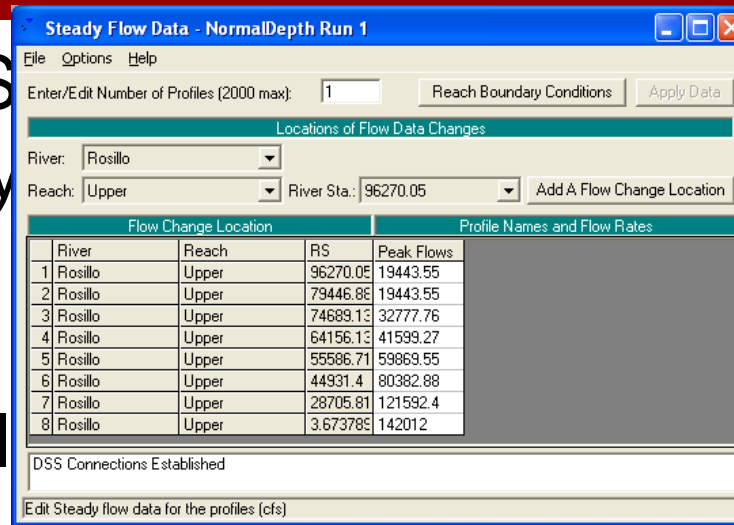 Steady Flow Data - NormalDepth Run 1
File Options Help
Enter/Edit Number of Profiles (2000 max): 1 Reach Boundary Conditions Apply Data
Locations of Flow Data Changes
River: Rosillo
Reach: Upper River Sta.: 96270.05 Add A Flow Change Location
Flow Change Location Profile Names and Flow Rates
River Reach RS Peak Flows
1 Rosillo Upper 96270.05 19443.55
2 Rosillo Upper 79446.88 19443.55
3 Rosillo Upper 74689.13 32777.76
4 Rosillo Upper 64156.13 41599.27
5 Rosillo Upper 55586.71 59869.55
6 Rosillo Upper 44931.4 80382.88
7 Rosillo Upper 28705.81 121592.4
8 Rosillo Upper 3.673789 142012
DSS Connections Established
Edit Steady flow data for the profiles (cfs)